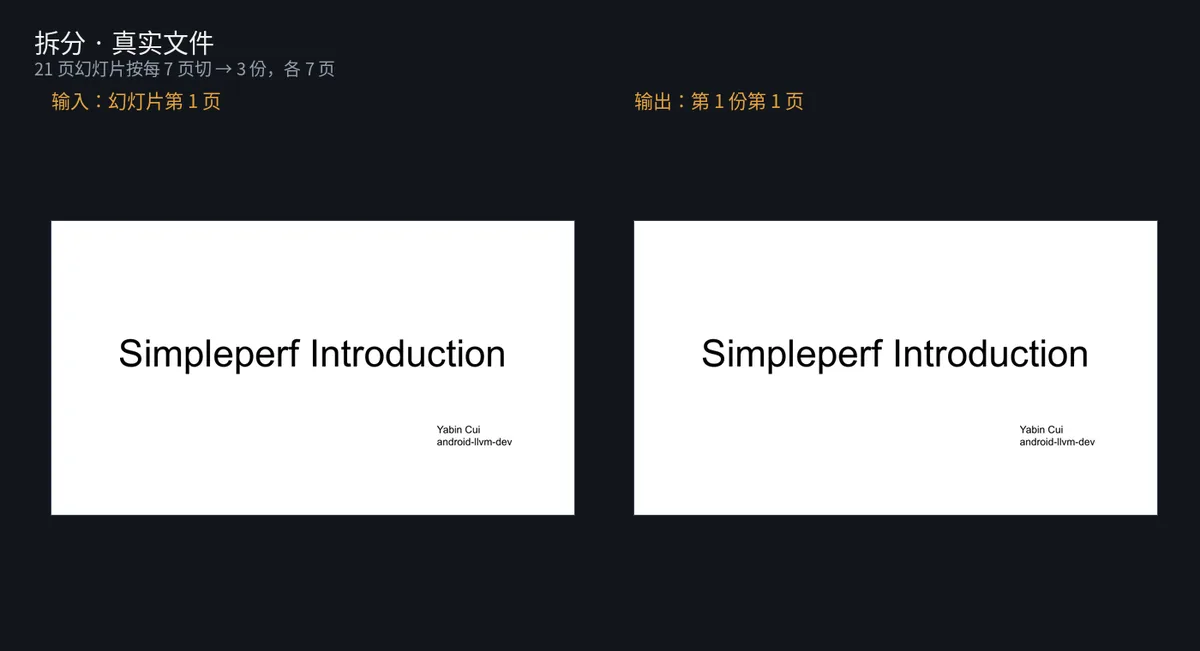 拆分 · 真实文件
21 页幻灯片按每 7 页切 → 3 份，各 7 页
输入：幻灯片第 1 页
输出：第 1 份第 1 页
Simpleperf Introduction
Yabin Cui
android-llvm-dev
Simpleperf Introduction
Yabin Cui
android-llvm-dev